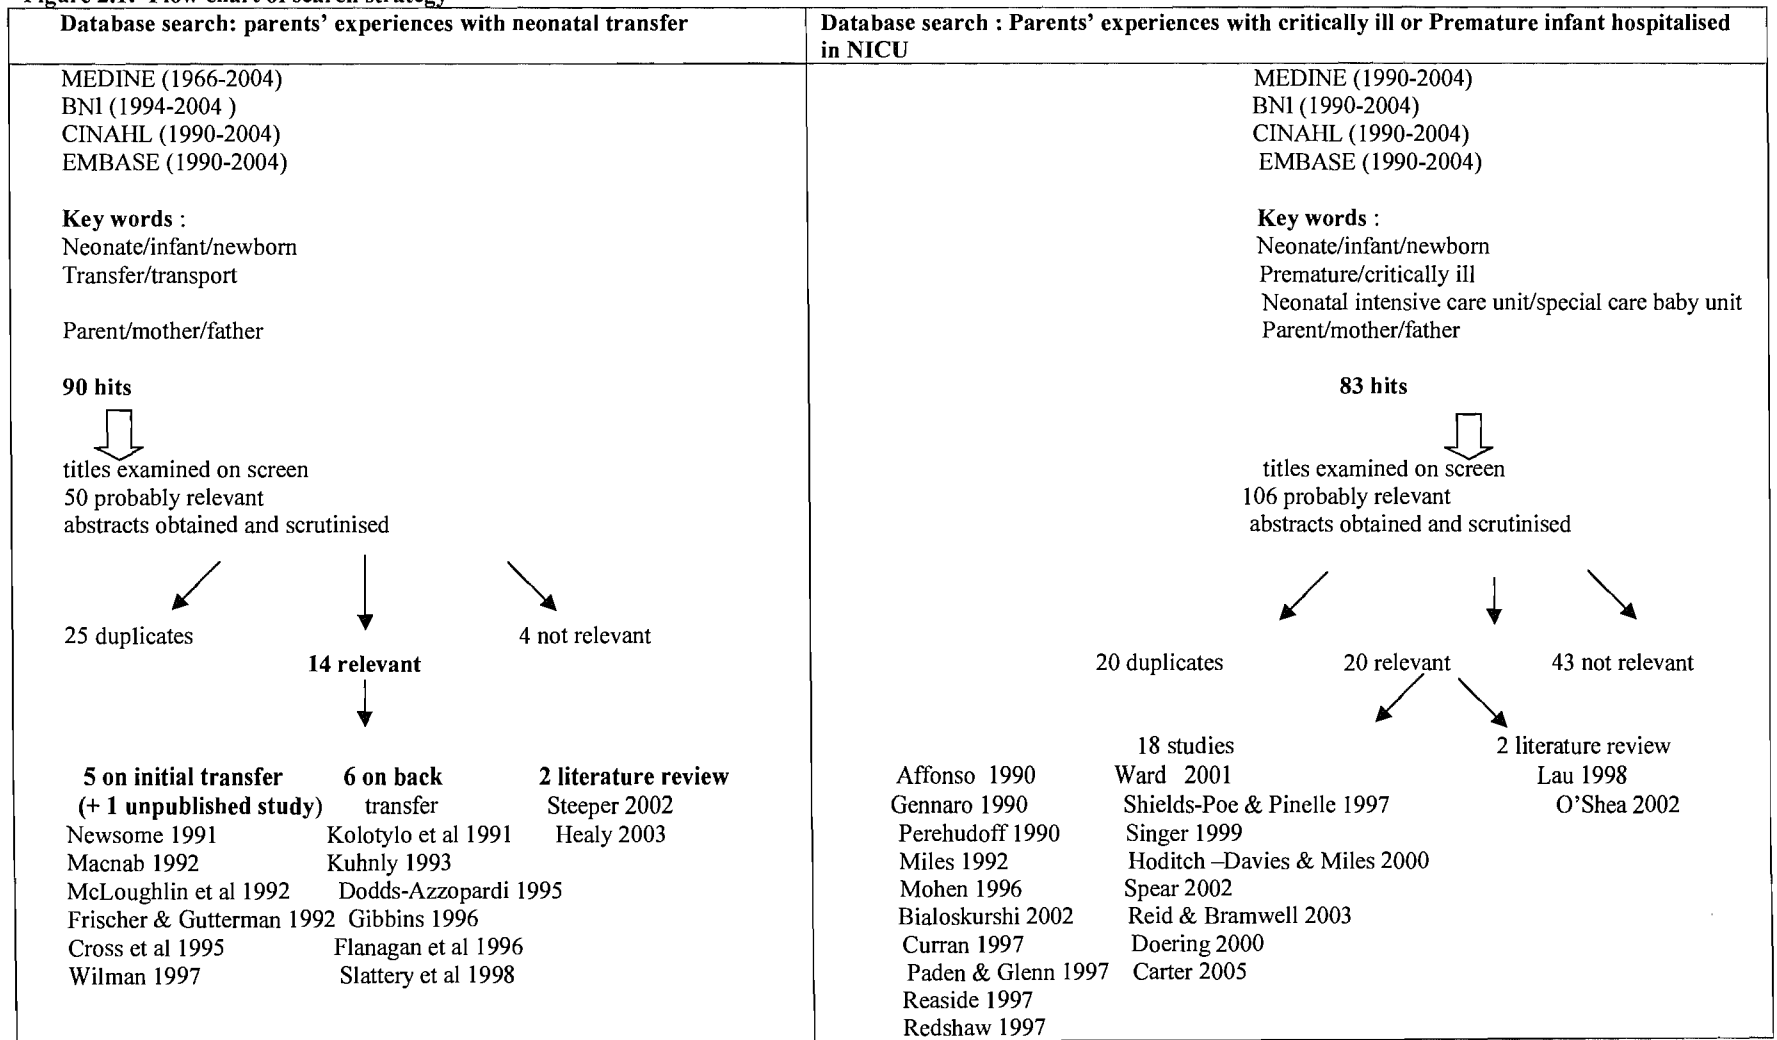 Figure 2.1: Flow chart of search strategy
Database search: parents' experiences with neonatal transfer
MEDINE (1966-2004)
BN1 (1994-2004 )
CINAHL (1990-2004)
EMBASE (1990-2004)
Key words :
Neonate/infant/newborn
Transfer/transport
Parent/mother/father
90 hits
titles examined on screen
50 probably relevant
abstracts obtained and scrutinised
25 duplicates
4 not relevant
14 relevant
5 on initial transfer
(+ 1 unpublished study)
Newsome 1991
Macnab 1992
McLoughlin et al 1992
Frischer & Gutterman 1992
Cross et al 1995
Wilman 1997
6 on back
transfer
Kolotylo et al 1991
Kuhnly 1993
Dodds-Azzopardi 1995
Gibbins 1996
Flanagan et al 1996
Slattery et al 1998
2 literature review
Steeper 2002
Healy 2003
Database search : Parents' experiences with critically ill or Premature infant hospitalised
in NICU
MEDINE (1990-2004)
BN1 (1990-2004)
CINAHL (1990-2004)
EMBASE (1990-2004)
Key words :
Neonate/infant/newborn
Premature/critically ill
Neonatal intensive care unit/special care baby unit
Parent/mother/father
83 hits
titles examined on screen
106 probably relevant
abstracts obtained and scrutinised
20 duplicates
20 relevant
43 not relevant
18 studies
Affonso 1990
Gennaro 1990
Perehudoff 1990
Miles 1992
Mohen 1996
Bialoskurshi 2002
Curran 1997
Paden & Glenn 1997
Reaside 1997
Redshaw 1997
Ward 2001
Shields-Poe & Pinelle 1997
Singer 1999
Hoditch –Davies & Miles 2000
Spear 2002
Reid & Bramwell 2003
Doering 2000
Carter 2005
2 literature review
Lau 1998
O'Shea 2002